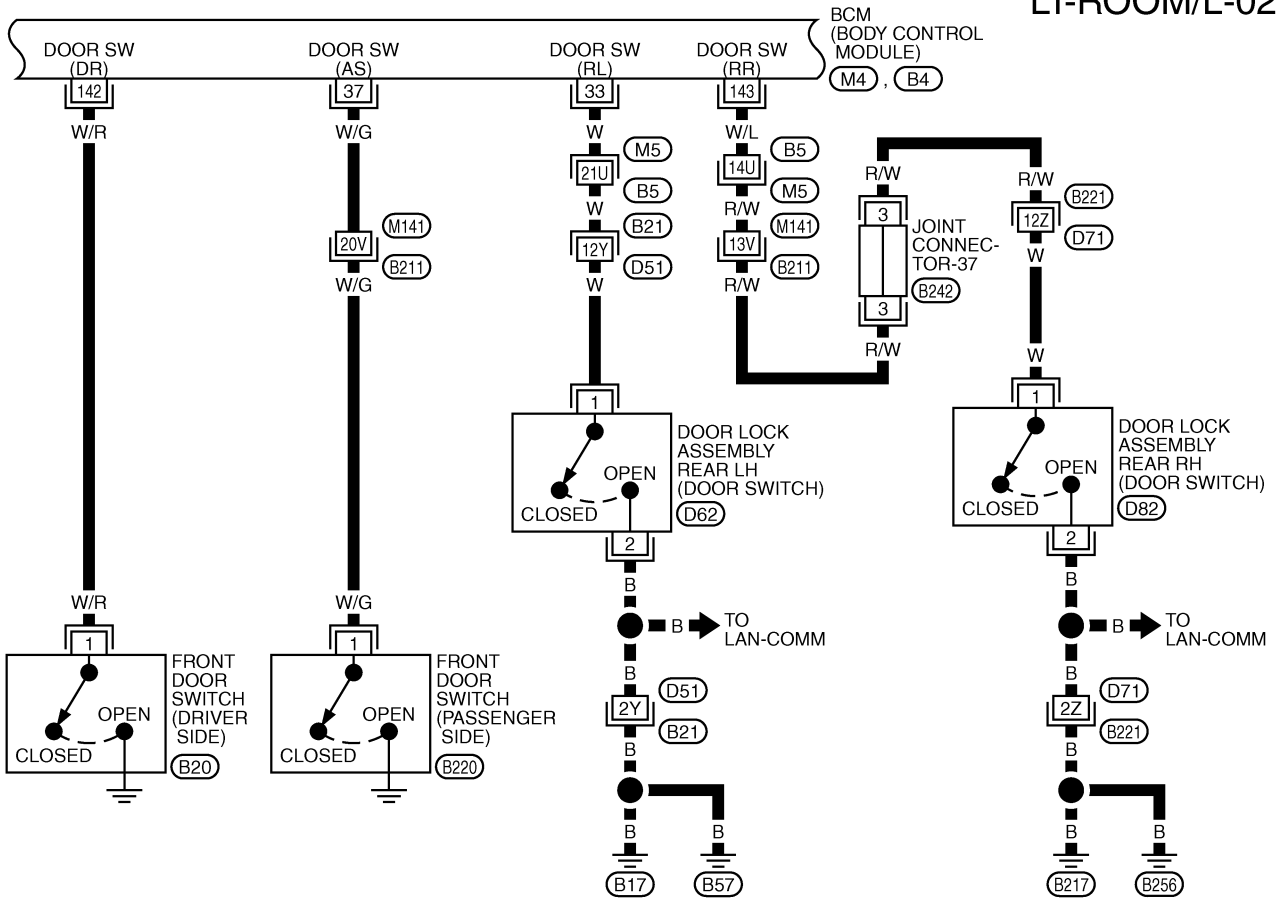 LT-ROOM/L-02
BCM
(BODY CONTROL
MODULE)
M4 , B4
DOOR SW
(DR)
DOOR SW
(AS)
DOOR SW
(RL)
DOOR SW
(RR)
142
37
33
143
W/R
W/G
W
W/L
M5
B5
21U
14U
B5
M5
R/W
R/W
W
R/W
B221
3
12Z
D71
M141
20V
B211
B21
12Y
D51
M141
13V
B211
JOINT
CONNEC-
TOR-37
B242
W
W/G
W
R/W
3
R/W
W
1
1
DOOR LOCK
ASSEMBLY
REAR LH
(DOOR SWITCH)
D62
OPEN
CLOSED
2
DOOR LOCK
ASSEMBLY
REAR RH
(DOOR SWITCH)
D82
OPEN
CLOSED
2
B
B
W/R
W/G
B
TO
LAN-COMM
B
TO
LAN-COMM
1
1
FRONT
DOOR
SWITCH
(DRIVER
SIDE)
B20
OPEN
CLOSED
FRONT
DOOR
SWITCH
(PASSENGER
SIDE)
B220
OPEN
CLOSED
B
B
D51
2Y
B21
D71
2Z
B221
B
B
B
B
B
B
B17
B57
B217
B256